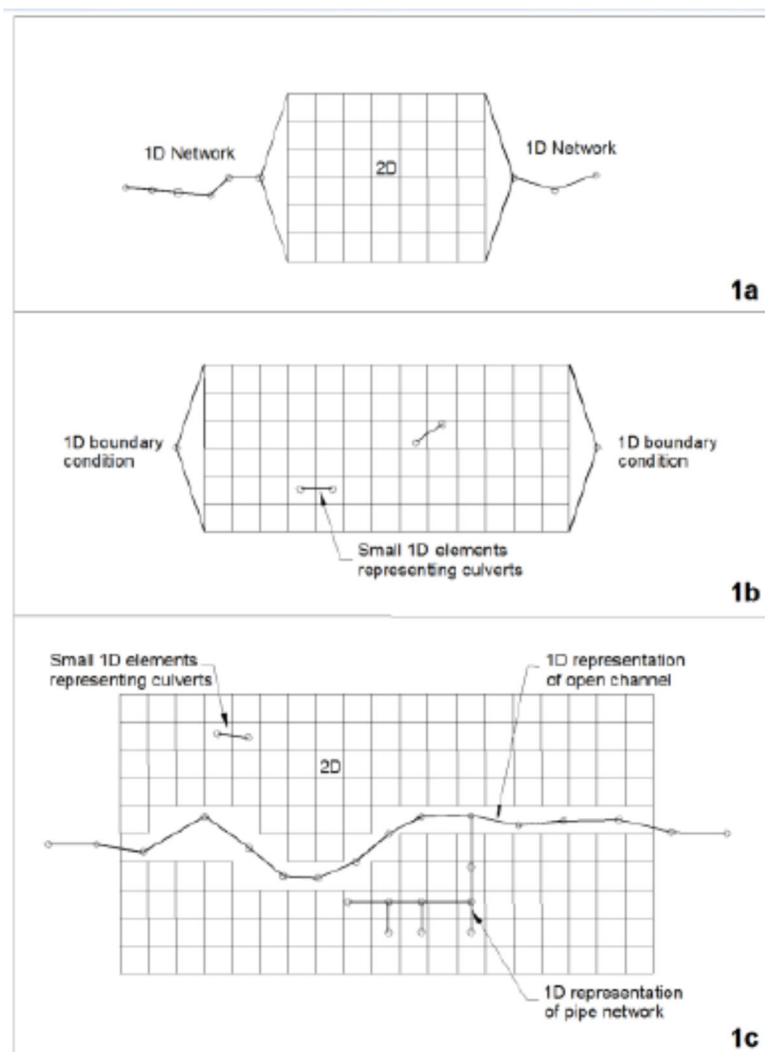 1D Network
2D
1D Network
1a
1D boundary
condition
1D boundary
condition
Small 1D elements
representing culverts
1b
Small 1D elements
representing culverts
1D representation
of open channel
2D
1D representation
of pipe network
1c